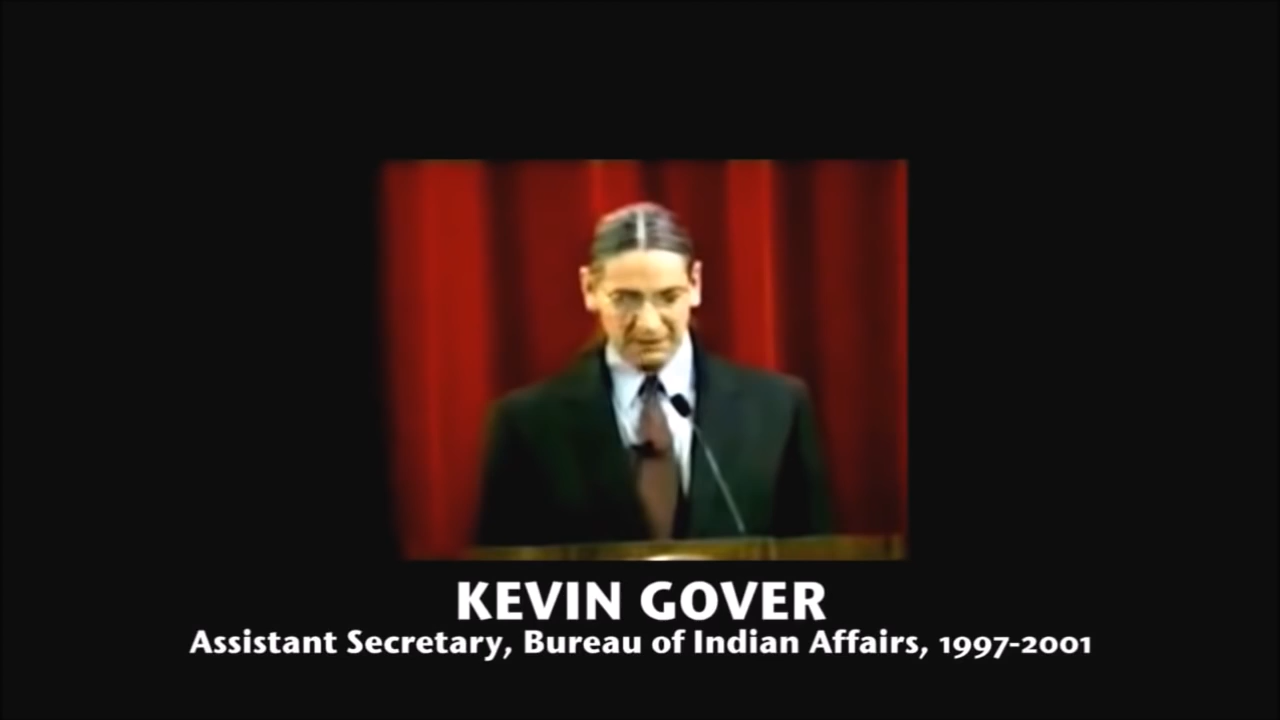 KEVIN GOVER
Assistant Secretary, Bureau of Indian Affairs, 1997-2001